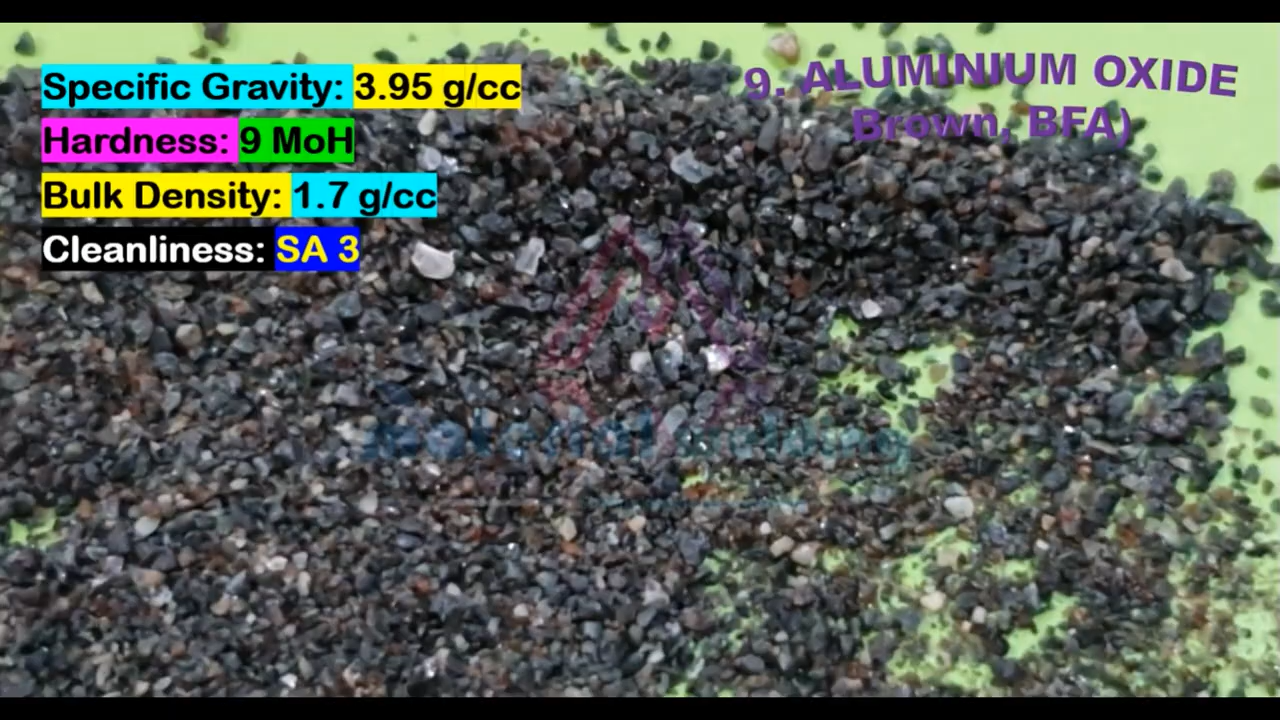 Specific Gravity: 3.95 g/cc
Hardness: 9 MoH
Bulk Density: 1.7 g/cc
Cleanliness: SA 3
9. ALUMINIUM OXIDE
Brown, BFA)
material